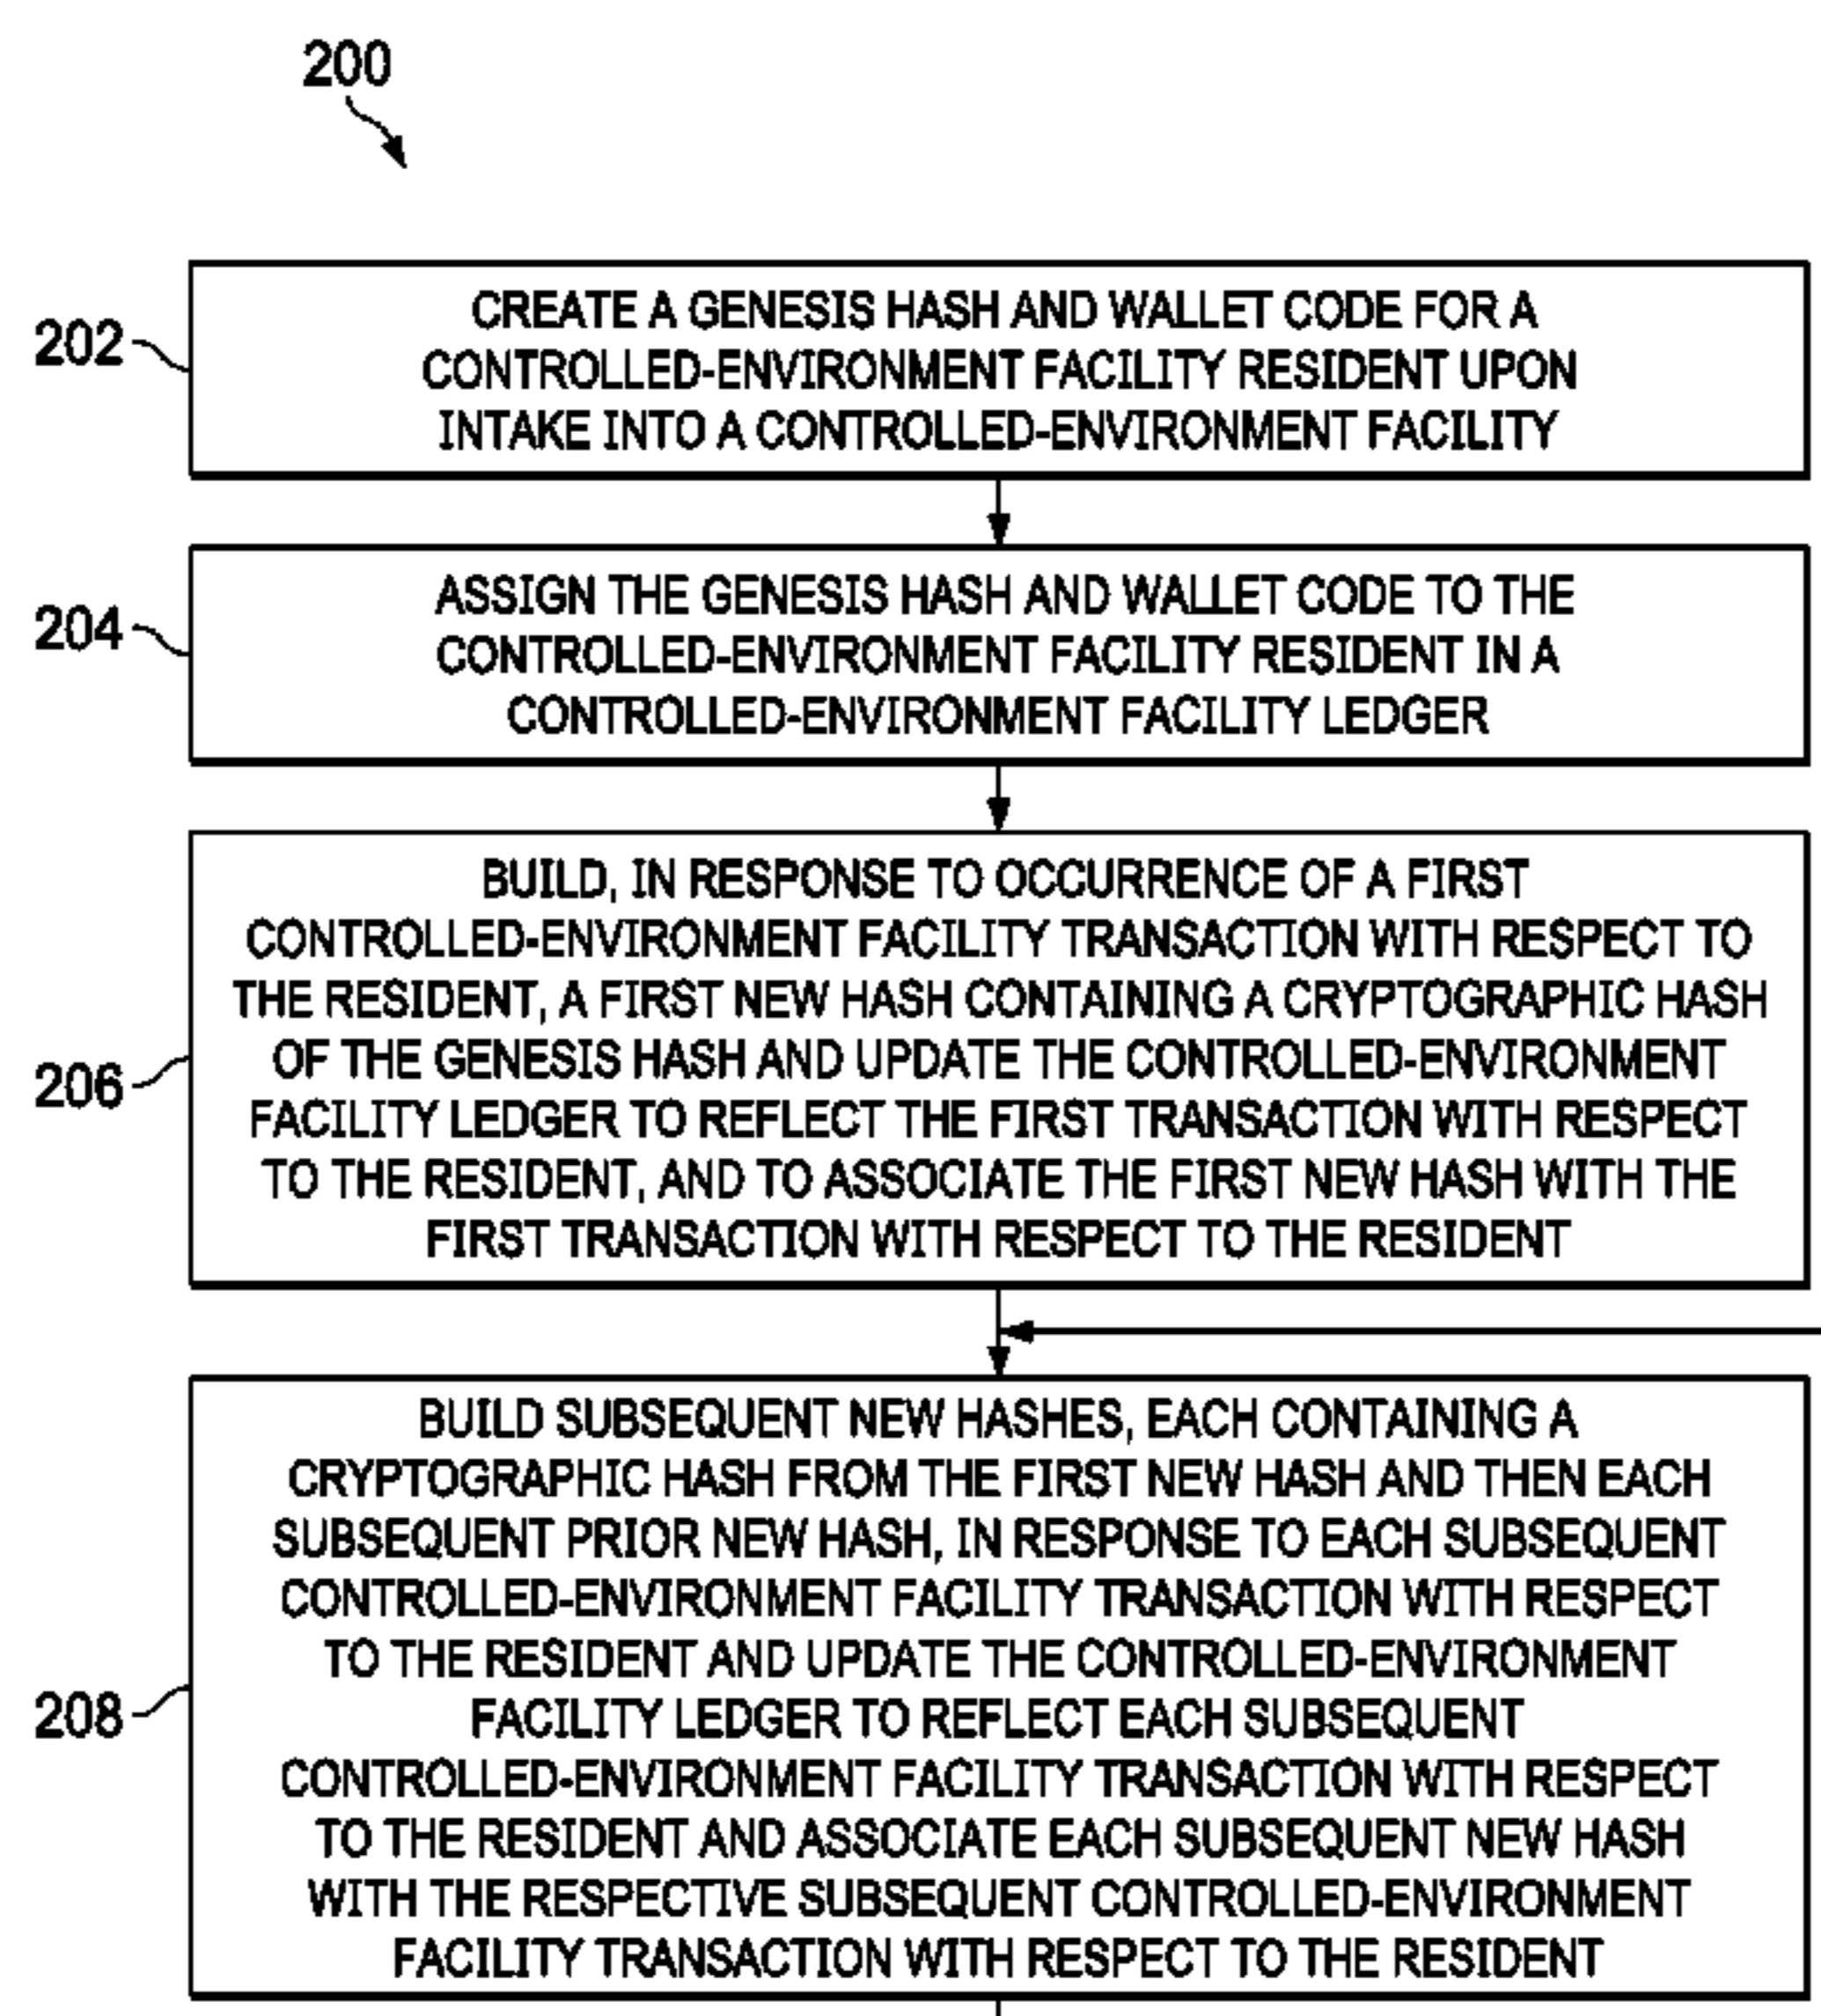 200
202
CREATE A GENESIS HASH AND WALLET CODE FOR A
CONTROLLED-ENVIRONMENT FACILITY RESIDENT UPON
INTAKE INTO A CONTROLLED-ENVIRONMENT FACILITY
204
ASSIGN THE GENESIS HASH AND WALLET CODE TO THE
CONTROLLED-ENVIRONMENT FACILITY RESIDENT IN A
CONTROLLED-ENVIRONMENT FACILITY LEDGER
206
BUILD, IN RESPONSE TO OCCURRENCE OF A FIRST
CONTROLLED-ENVIRONMENT FACILITY TRANSACTION WITH RESPECT TO
THE RESIDENT, A FIRST NEW HASH CONTAINING A CRYPTOGRAPHIC HASH
OF THE GENESIS HASH AND UPDATE THE CONTROLLED-ENVIRONMENT
FACILITY LEDGER TO REFLECT THE FIRST TRANSACTION WITH RESPECT
TO THE RESIDENT, AND TO ASSOCIATE THE FIRST NEW HASH WITH THE
FIRST TRANSACTION WITH RESPECT TO THE RESIDENT
208
BUILD SUBSEQUENT NEW HASHES, EACH CONTAINING A
CRYPTOGRAPHIC HASH FROM THE FIRST NEW HASH AND THEN EACH
SUBSEQUENT PRIOR NEW HASH, IN RESPONSE TO EACH SUBSEQUENT
CONTROLLED-ENVIRONMENT FACILITY TRANSACTION WITH RESPECT
TO THE RESIDENT AND UPDATE THE CONTROLLED-ENVIRONMENT
FACILITY LEDGER TO REFLECT EACH SUBSEQUENT
CONTROLLED-ENVIRONMENT FACILITY TRANSACTION WITH RESPECT
TO THE RESIDENT AND ASSOCIATE EACH SUBSEQUENT NEW HASH
WITH THE RESPECTIVE SUBSEQUENT CONTROLLED-ENVIRONMENT
FACILITY TRANSACTION WITH RESPECT TO THE RESIDENT